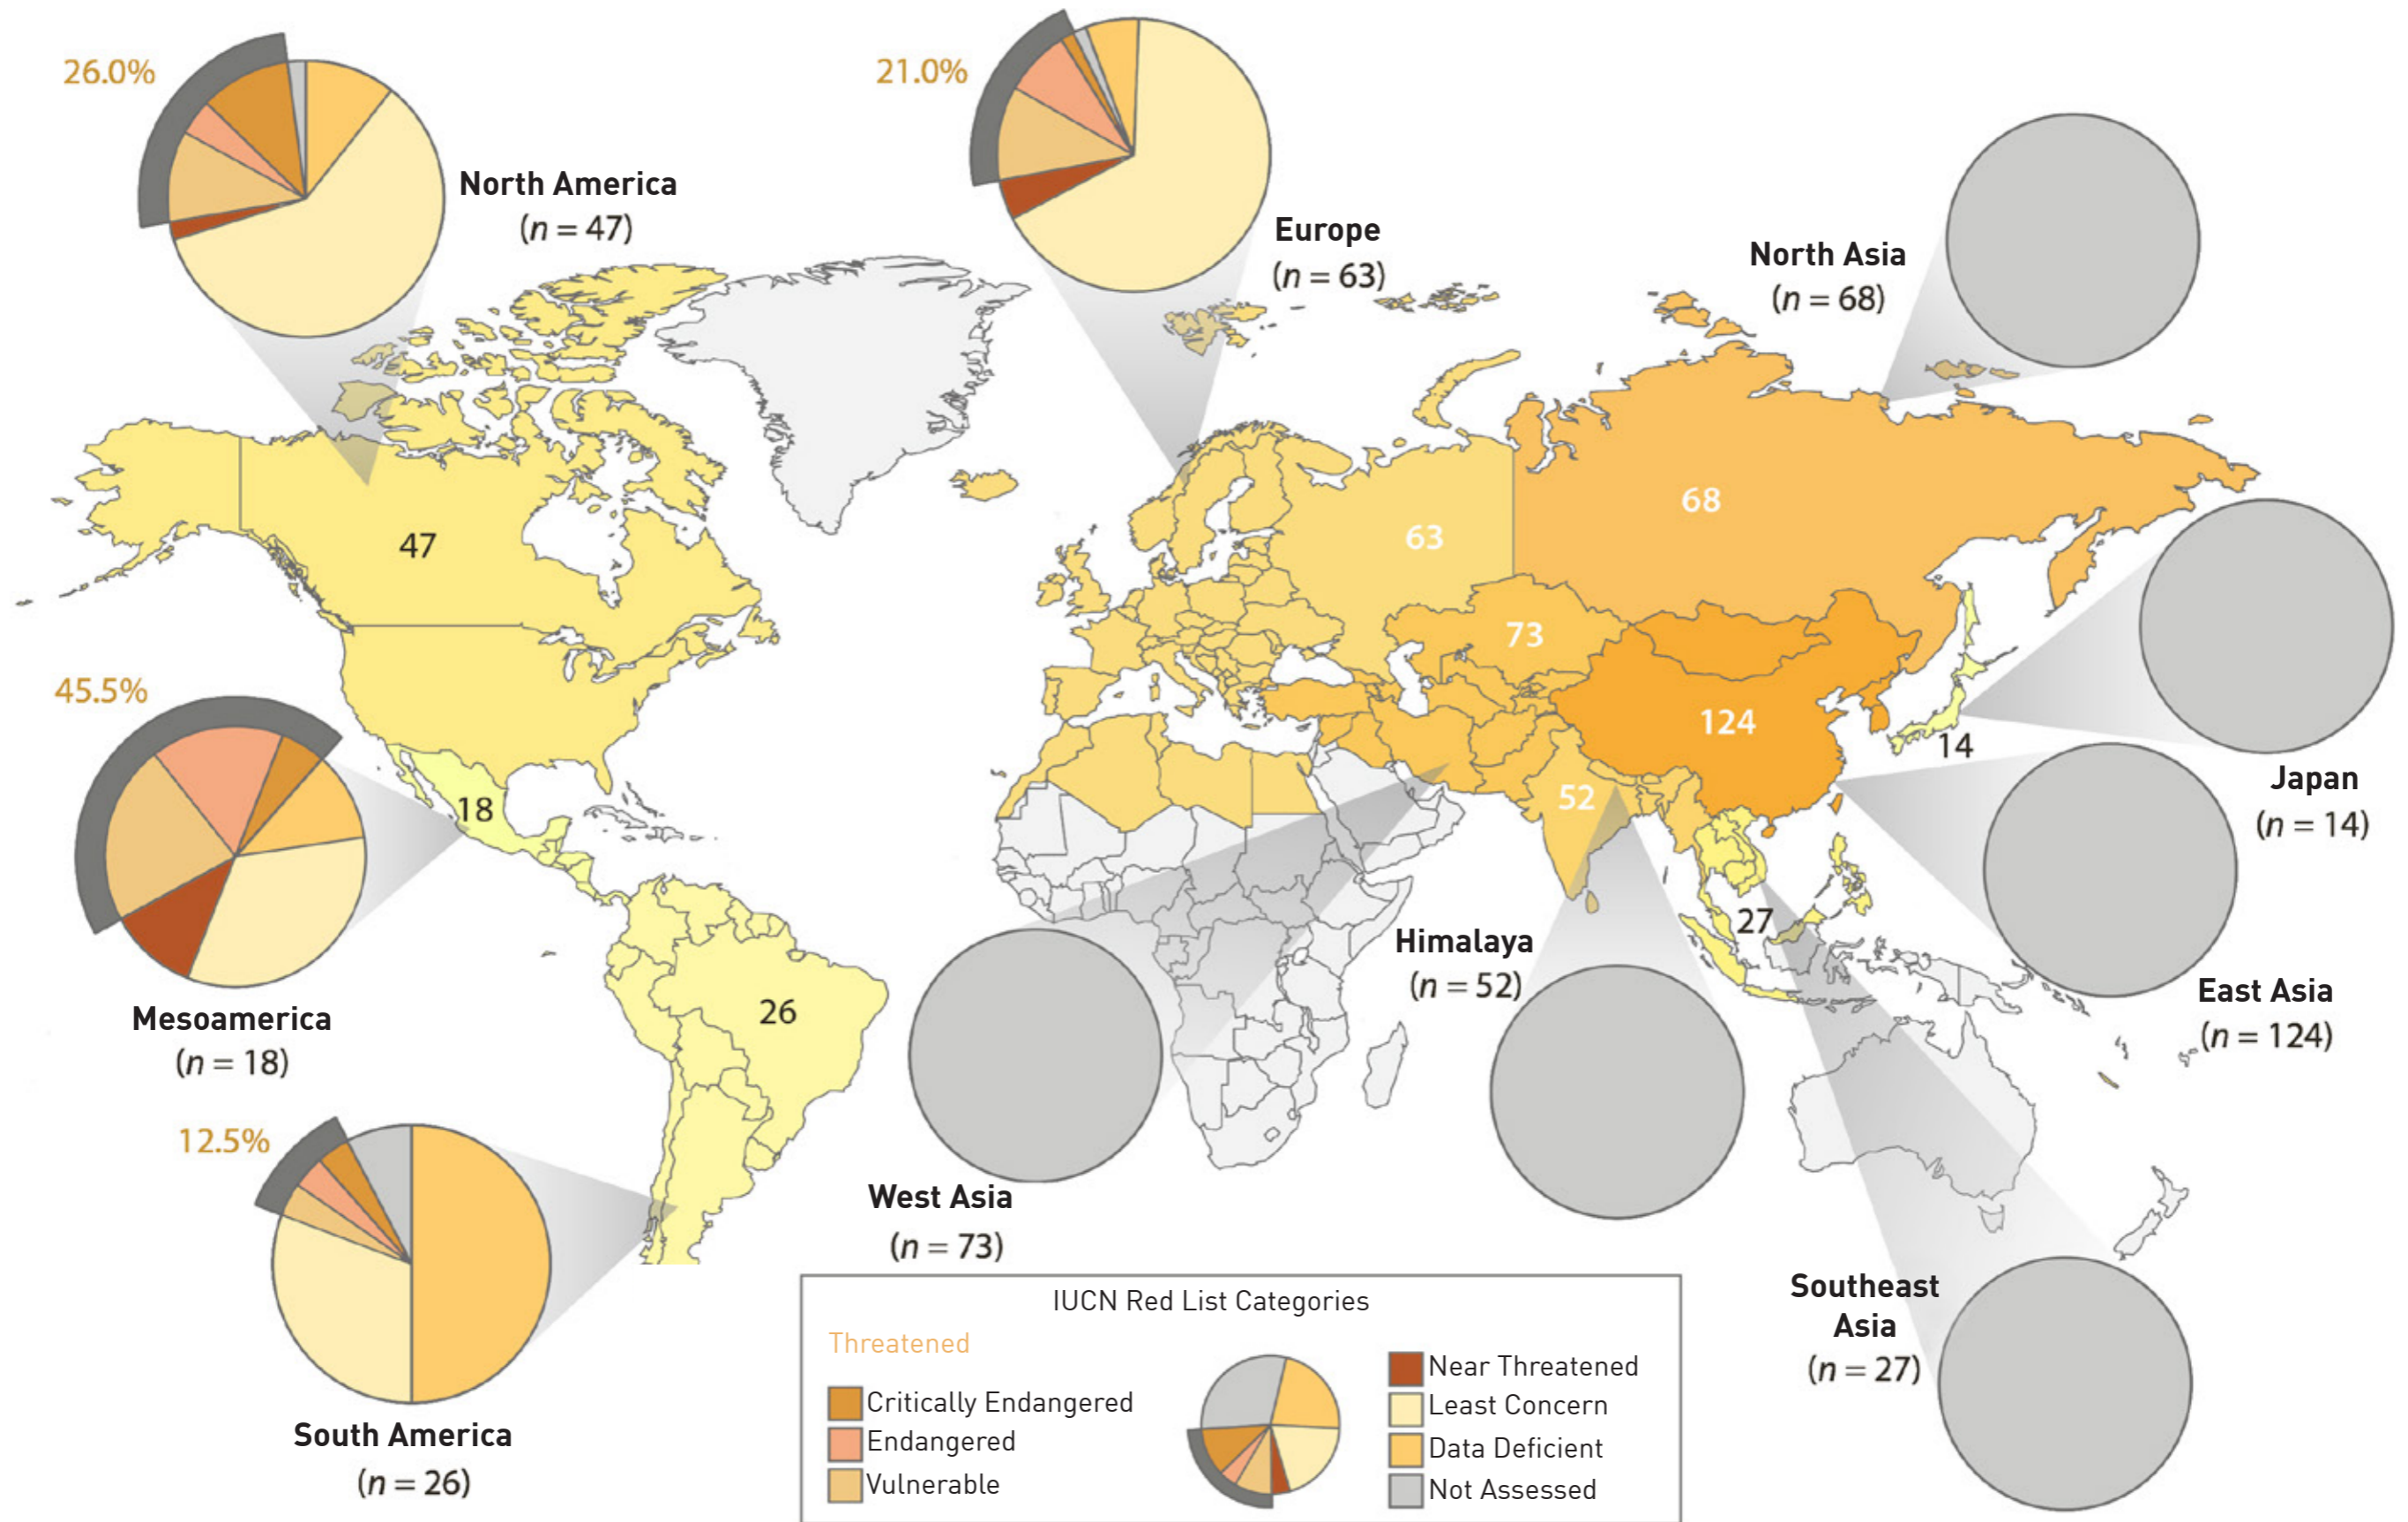 26.0%
North America
(n = 47)
21.0%
Europe
(n = 63)
North Asia
(n = 68)
47
63
68
73
124
52
14
Japan
(n = 14)
45.5%
18
Mesoamerica
(n = 18)
27
Himalaya
(n = 52)
East Asia
(n = 124)
26
12.5%
South America
(n = 26)
West Asia
(n = 73)
Southeast
Asia
(n = 27)
IUCN Red List Categories
Threatened
Critically Endangered
Endangered
Vulnerable
Near Threatened
Least Concern
Data Deficient
Not Assessed